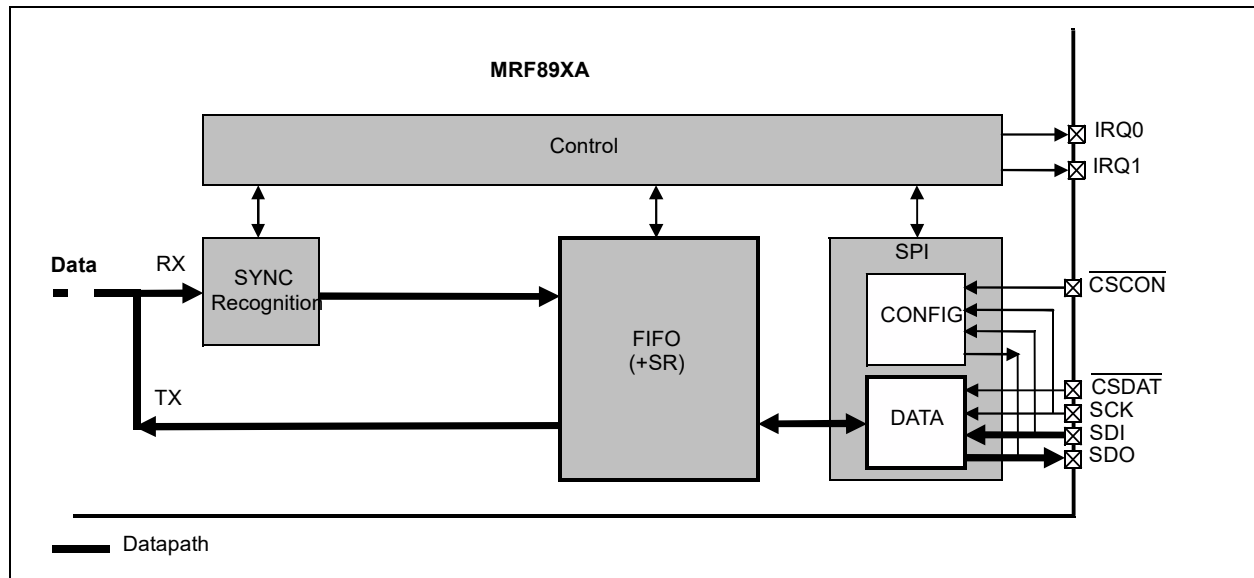 MRF89XA
Control
IRQ0
IRQ1
Data
RX
SYNC
Recognition
SPI
CSCON
CONFIG
FIFO
(+SR)
TX
CSDAT
SCK
DATA
SDI
SDO
Datapath